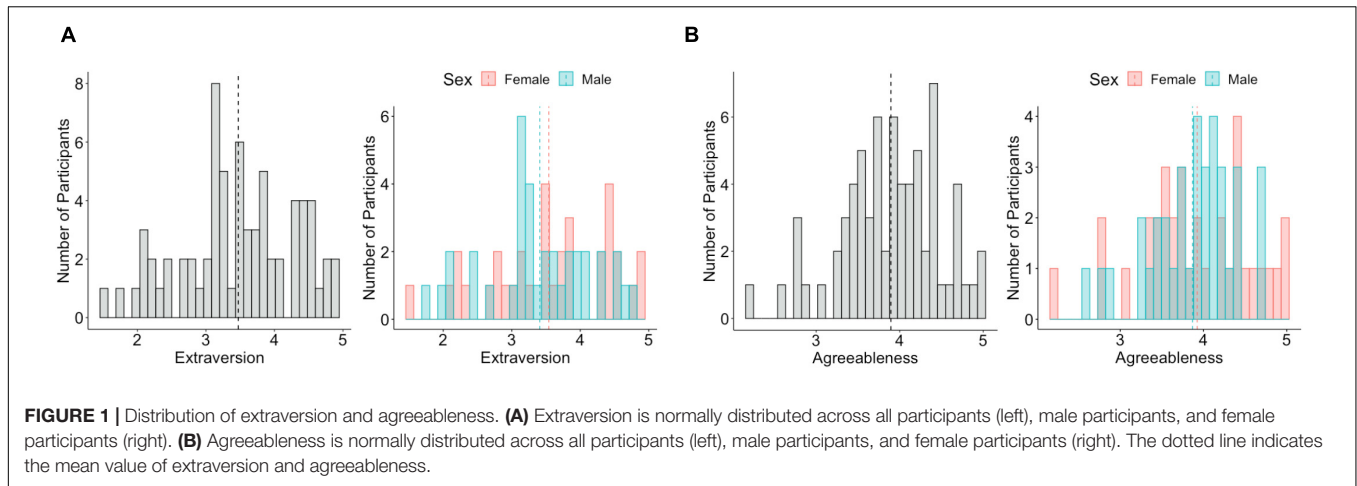 A
B
Sex Female Male
Sex Female Male
Number of Participants
8
6
4
2
0
2 3 4 5
Extraversion
Number of Participants
6
4
2
0
2 3 4 5
Extraversion
Number of Participants
6
4
2
0
3 4 5
Agreeableness
Number of Participants
4
3
2
1
0
3 4 5
Agreeableness
FIGURE 1 | Distribution of extraversion and agreeableness. (A) Extraversion is normally distributed across all participants (left), male participants, and female
participants (right). (B) Agreeableness is normally distributed across all participants (left), male participants, and female participants (right). The dotted line indicates
the mean value of extraversion and agreeableness.